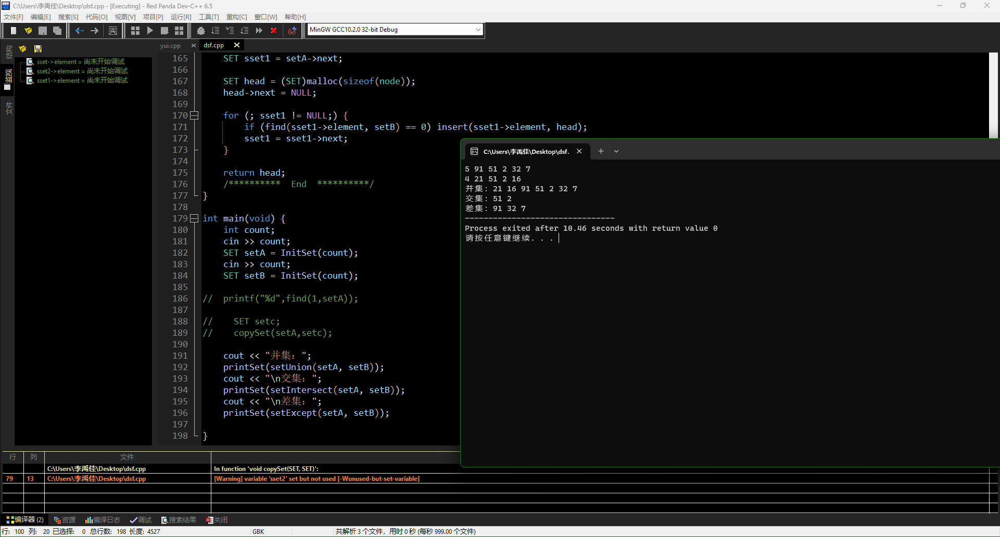 C:\Users\李禹佳\Desktop\dsf.cpp - [Executing] - Red Panda Dev-C++ 6.5
文件[F] 编辑[E] 搜索[S] 代码[O] 视图[V] 项目[P] 运行[R] 工具[T] 重构[C] 窗口[W] 帮助[H]
MinGW GCC10.2.0 32-bit Debug
结构
监视
文件
sset->element = 尚未开始调试
sset2->element = 尚未开始调试
sset1->element = 尚未开始调试
yui.cpp
dsf.cpp
165 SET sset1 = setA->next;
166
167 SET head = (SET)malloc(sizeof(node));
168 head->next = NULL;
169
170 for (; sset1 != NULL;) {
171 if (find(sset1->element, setB) == 0) insert(sset1->element, head);
172 sset1 = sset1->next;
173 }
174
175 return head;
176 /********** End **********/
177 }
178
179 int main(void) {
180 int count;
181 cin >> count;
182 SET setA = InitSet(count);
183 cin >> count;
184 SET setB = InitSet(count);
185
186 // printf("%d",find(1,setA));
187
188 // SET setc;
189 // copySet(setA,setc);
190
191 cout << "并集: ";
192 printSet(setUnion(setA, setB));
193 cout << "\n交集: ";
194 printSet(setIntersect(setA, setB));
195 cout << "\n差集: ";
196 printSet(setExcept(setA, setB));
197
198 }
C:\Users\李禹佳\Desktop\dsf.
5 91 51 2 32 7
4 21 51 2 16
并集: 21 16 91 51 2 32 7
交集: 51 2
差集: 91 32 7
--------------------------------
Process exited after 10.46 seconds with return value 0
请按任意键继续. . .
行 列 文件
C:\Users\李禹佳\Desktop\dsf.cpp In function 'void copySet(SET, SET)':
79 13 C:\Users\李禹佳\Desktop\dsf.cpp [Warning] variable 'sset2' set but not used [-Wunused-but-set-variable]
编译器 (2) 资源 编译日志 调试 搜索结果 关闭
行: 100 列: 20 已选择: 0 总行数: 198 长度: 4527 GBK 共解析 3 个文件，用时 0 秒 (每秒 999.00 个文件)